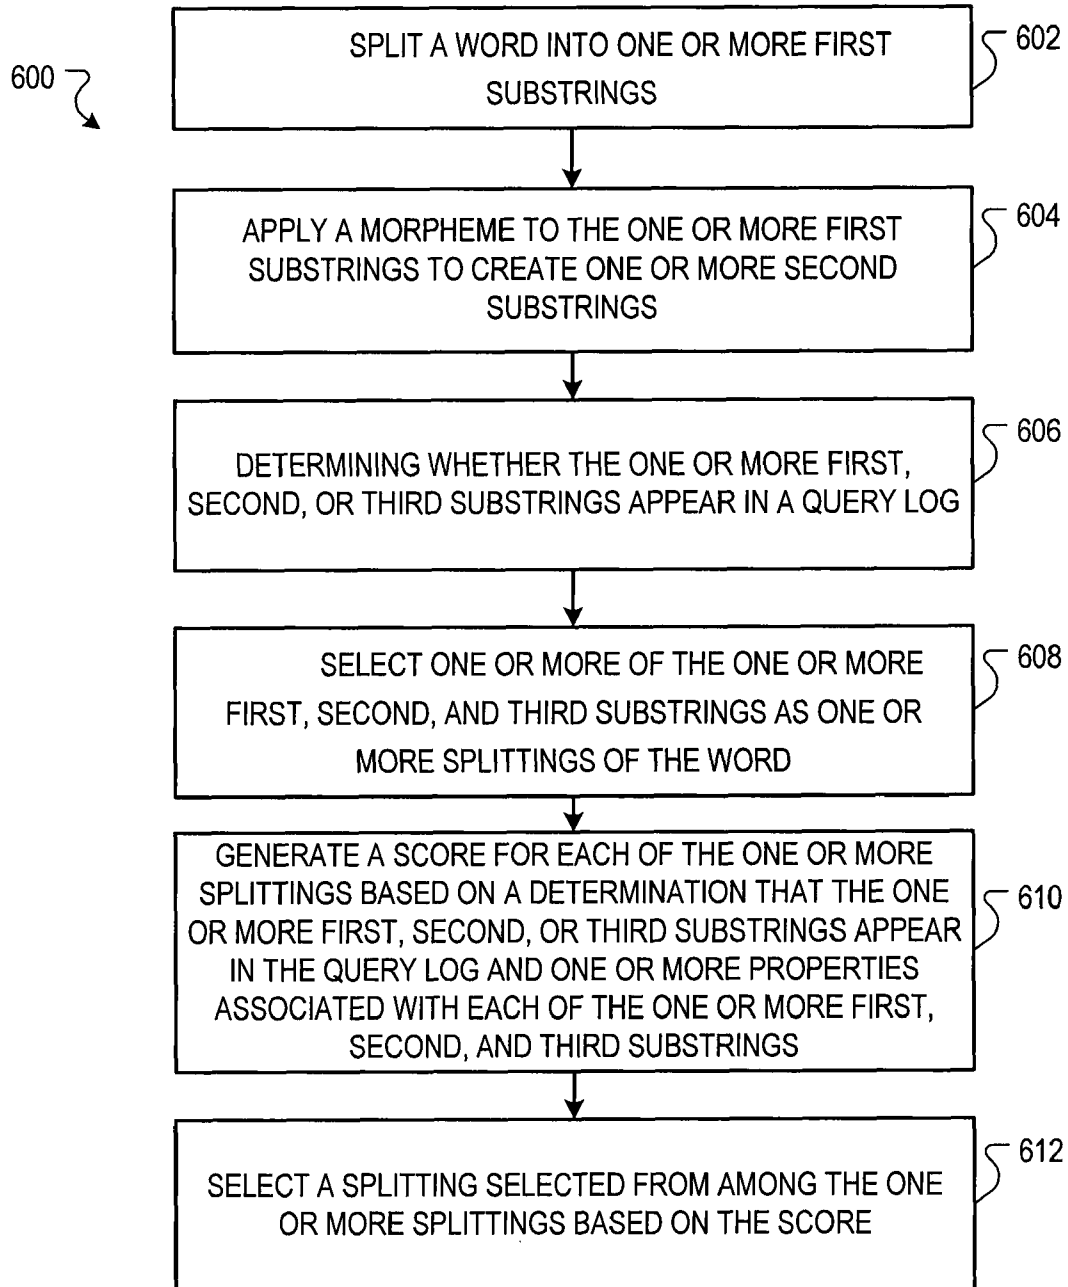 600
SPLIT A WORD INTO ONE OR MORE FIRST
SUBSTRINGS
602
APPLY A MORPHEME TO THE ONE OR MORE FIRST
SUBSTRINGS TO CREATE ONE OR MORE SECOND
SUBSTRINGS
604
DETERMINING WHETHER THE ONE OR MORE FIRST,
SECOND, OR THIRD SUBSTRINGS APPEAR IN A QUERY LOG
606
SELECT ONE OR MORE OF THE ONE OR MORE
FIRST, SECOND, AND THIRD SUBSTRINGS AS ONE OR
MORE SPLITTINGS OF THE WORD
608
GENERATE A SCORE FOR EACH OF THE ONE OR MORE
SPLITTINGS BASED ON A DETERMINATION THAT THE ONE
OR MORE FIRST, SECOND, OR THIRD SUBSTRINGS APPEAR
IN THE QUERY LOG AND ONE OR MORE PROPERTIES
ASSOCIATED WITH EACH OF THE ONE OR MORE FIRST,
SECOND, AND THIRD SUBSTRINGS
610
SELECT A SPLITTING SELECTED FROM AMONG THE ONE
OR MORE SPLITTINGS BASED ON THE SCORE
612